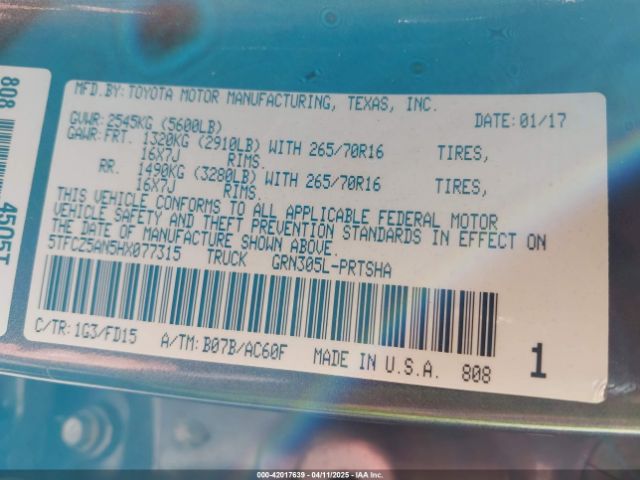 MFD.BY: TOYOTA MOTOR MANUFACTURING, TEXAS, INC.
GVWR: 2545KG (5600LB) DATE: 01/17
GAWR: FRT. 1320KG (2910LB) WITH 265/70R16 TIRES,
16X7J RIMS.
RR. 1490KG (3280LB) WITH 265/70R16 TIRES,
16X7J RIMS.
THIS VEHICLE CONFORMS TO ALL APPLICABLE FEDERAL MOTOR
VEHICLE SAFETY AND THEFT PREVENTION STANDARDS IN EFFECT ON
THE DATE OF MANUFACTURE SHOWN ABOVE.
5TFCZ5AN5HX077315 TRUCK GRN305L-PRTSHA
C/TR: 1G3/FD15 A/TM: B07B/AC60F MADE IN U.S.A. 808 1
808 4505T
000-42017639 - 04/11/2025 - IAAHQCA